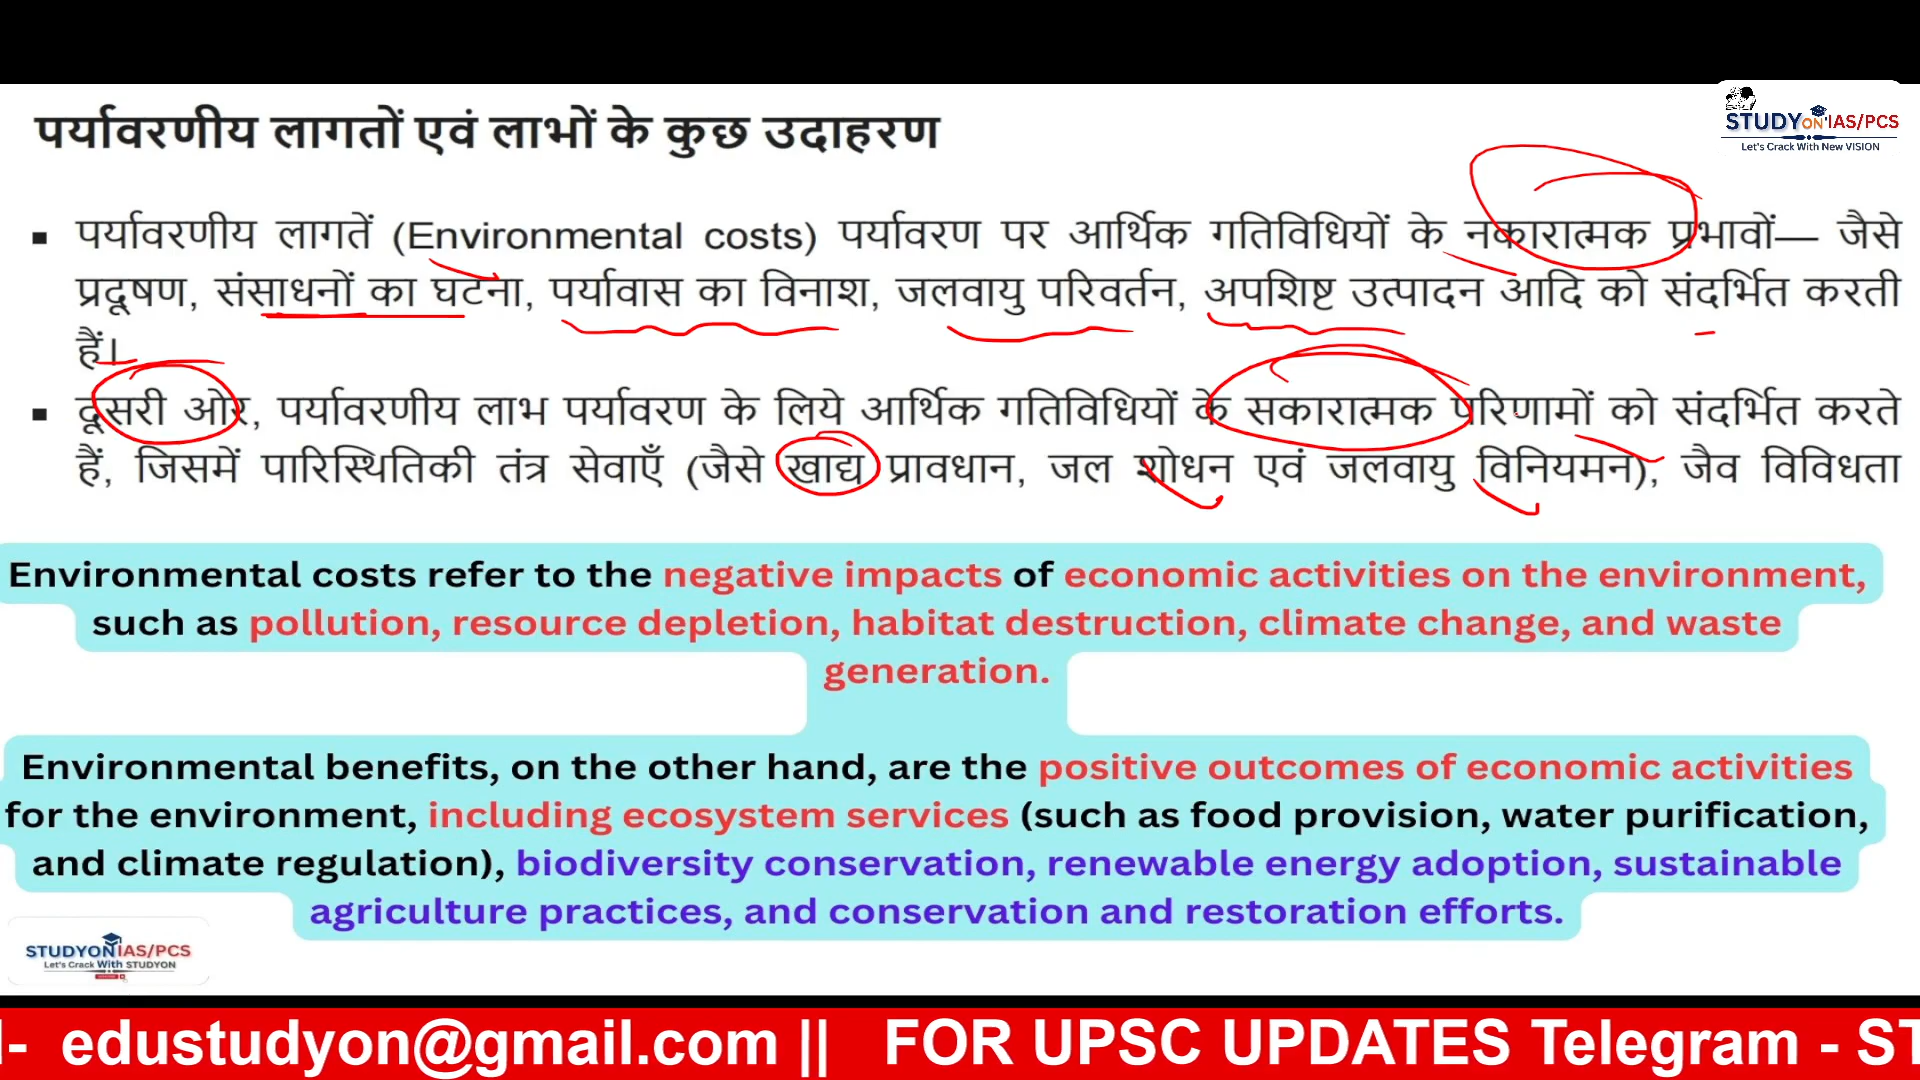 STUDYON IAS/PCS
Let's Crack With New VISION
पर्यावरणीय लागतों एवं लाभों के कुछ उदाहरण
▪ पर्यावरणीय लागतें (Environmental costs) पर्यावरण पर आर्थिक गतिविधियों के नकारात्मक प्रभावों— जैसे
प्रदूषण, संसाधनों का घटना, पर्यावास का विनाश, जलवायु परिवर्तन, अपशिष्ट उत्पादन आदि को संदर्भित करती
हैं।
▪ दूसरी ओर, पर्यावरणीय लाभ पर्यावरण के लिये आर्थिक गतिविधियों के सकारात्मक परिणामों को संदर्भित करते
हैं, जिसमें पारिस्थितिकी तंत्र सेवाएँ (जैसे खाद्य प्रावधान, जल शोधन एवं जलवायु विनियमन), जैव विविधता
Environmental costs refer to the negative impacts of economic activities on the environment,
such as pollution, resource depletion, habitat destruction, climate change, and waste
generation.
Environmental benefits, on the other hand, are the positive outcomes of economic activities
for the environment, including ecosystem services (such as food provision, water purification,
and climate regulation), biodiversity conservation, renewable energy adoption, sustainable
agriculture practices, and conservation and restoration efforts.
STUDYON IAS/PCS
Let's Crack With STUDYON
- edustudyon@gmail.com || FOR UPSC UPDATES Telegram - ST